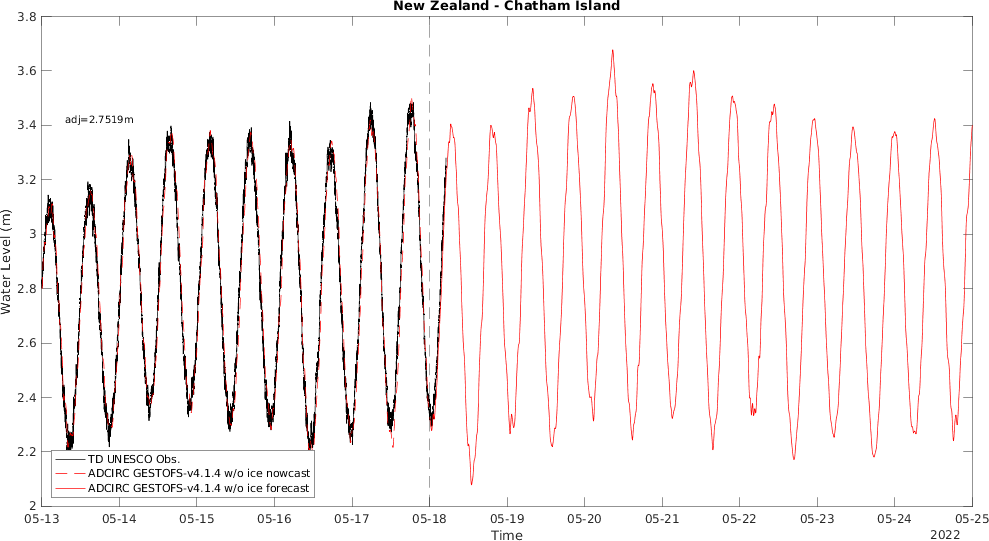 New Zealand - Chatham Island
3.8
3.6
3.4
3.2
3
2.8
2.6
2.4
2.2
2
Water Level (m)
adj=2.7519m
TD UNESCO Obs.
ADCIRC GESTOFS-v4.1.4 w/o ice nowcast
ADCIRC GESTOFS-v4.1.4 w/o ice forecast
05-13 05-14 05-15 05-16 05-17 05-18 05-19 05-20 05-21 05-22 05-23 05-24 05-25
Time
2022